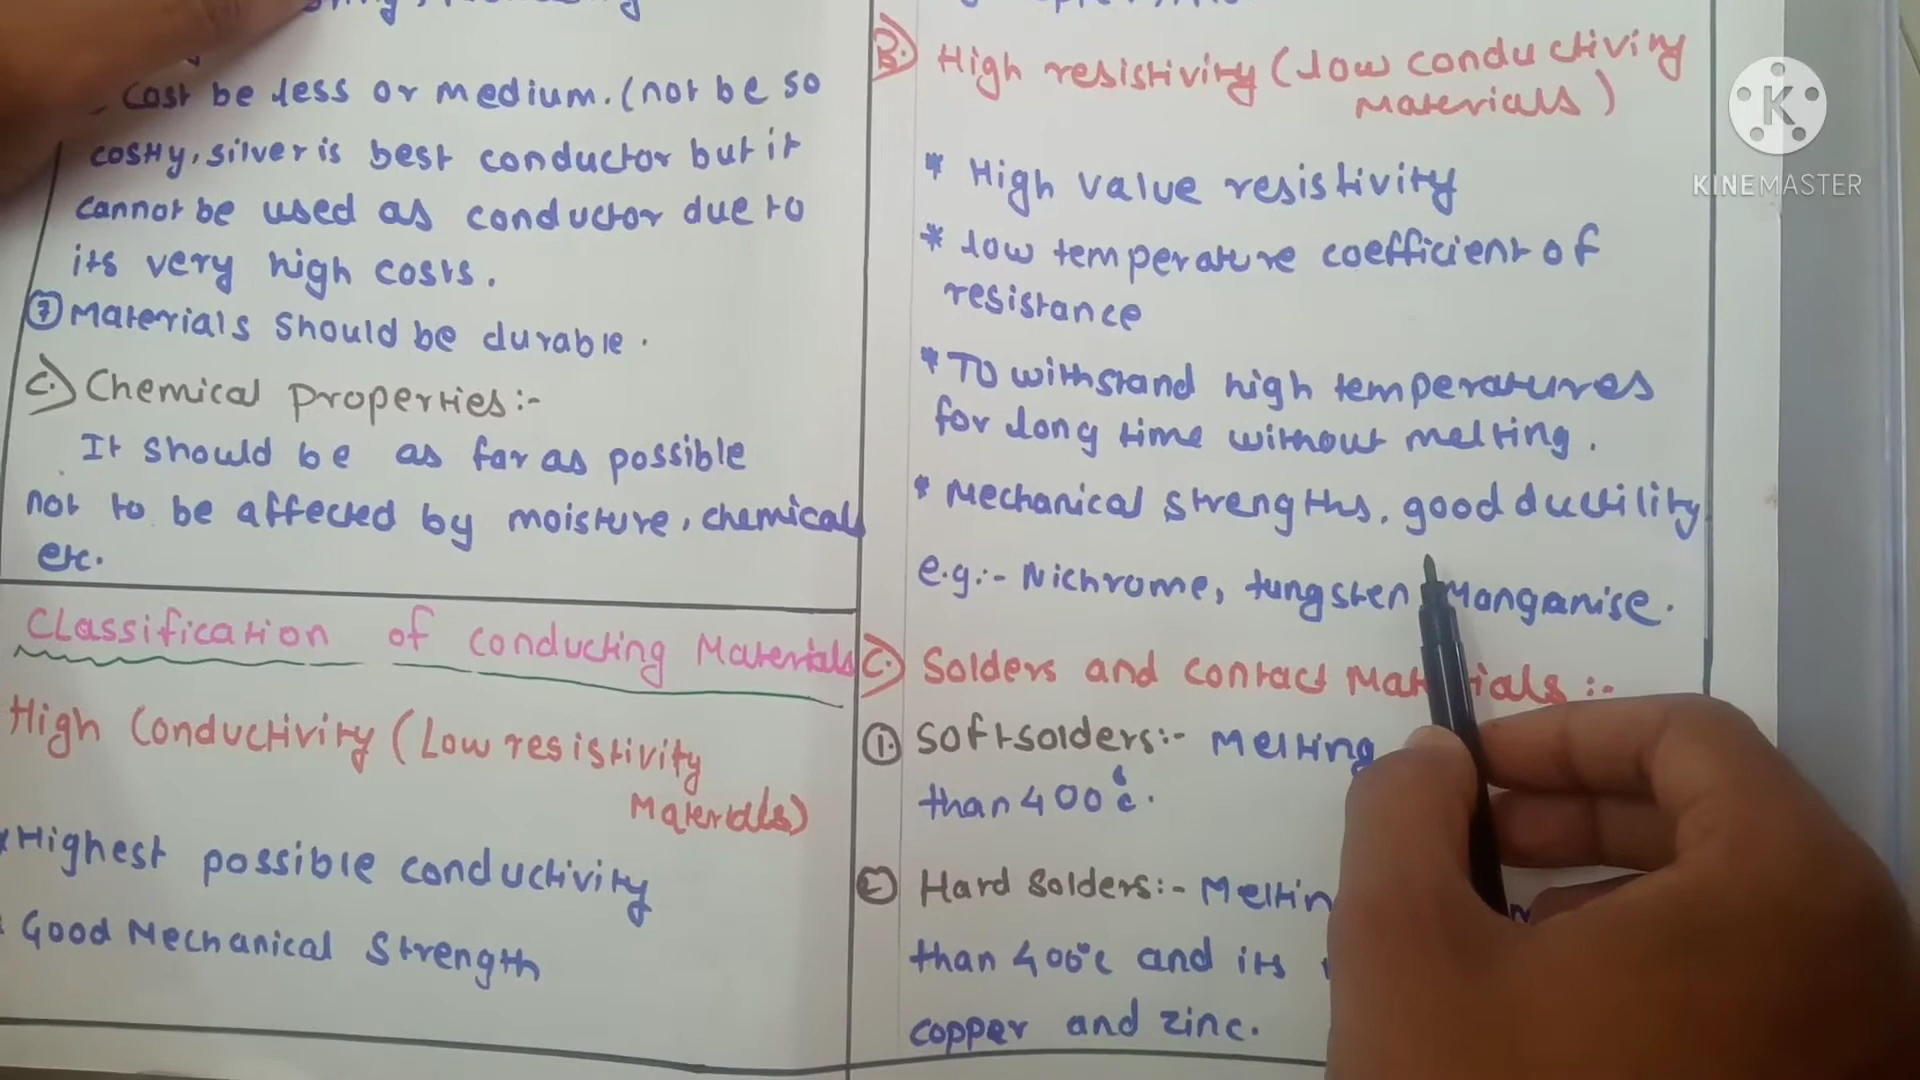 Cost be less or medium. (not be so
costly, silver is best conductor but it
cannot be used as conductor due to
its very high costs.
⑦ Materials should be durable.
C.) Chemical Properties:-
It should be as far as possible
not to be affected by moisture, chemicals
etc.
Classification of conducting Materials
High Conductivity (Low resistivity
Materials)
* Highest possible conductivity
Good Mechanical Strength
B.) High resistivity (low conductiving
Materials)
* High value resistivity
* low temperature coefficient of
resistance
* To withstand high temperatures
for long time without melting.
* Mechanical strengths, good ductility
e.g:- Nichrome, tungsten Manganise.
C.) Solders and contact Materials :-
① Soft solders:- Melting
than 400°c.
② Hard solders:-
than 400°c and its
copper and zinc.
K
KINEMASTER